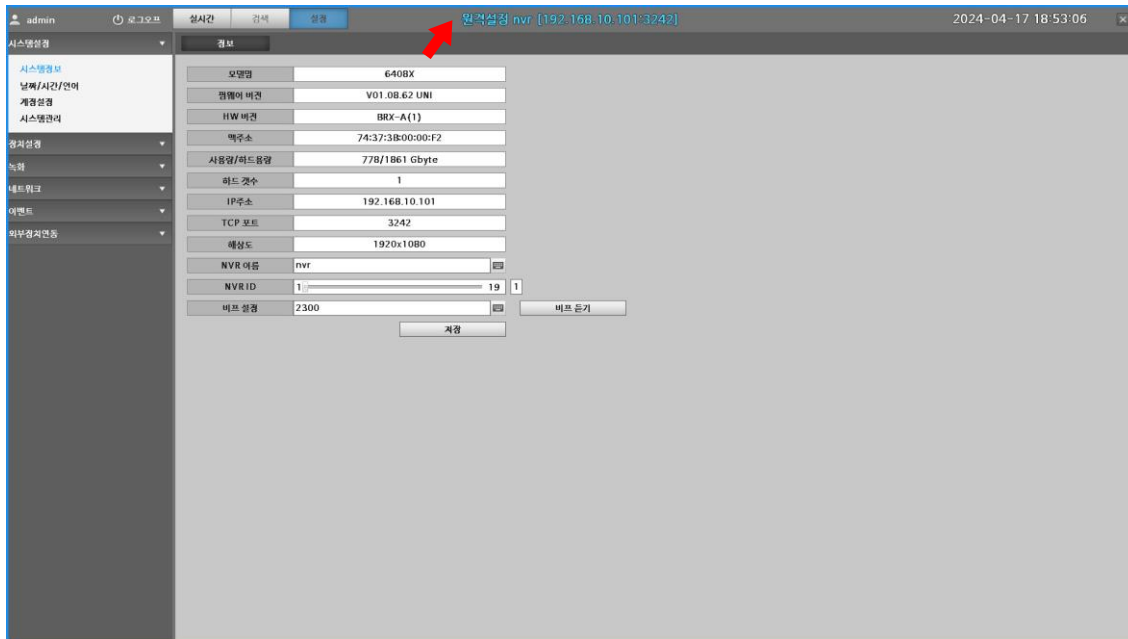 admin 로그오프 실시간 검색 설정 원격설정 nvr [192.168.10.101:3242] 2024-04-17 18:53:06
시스템설정 정보
시스템정보
날짜/시간/언어
계정설정
시스템관리
장치설정
녹화
네트워크
이벤트
외부장치연동
모델명 6408X
펌웨어 버전 V01.08.62 UNI
HW 버전 BRX-A(1)
맥주소 74:37:3B:00:00:F2
사용량/하드용량 778/1861 Gbyte
하드 갯수 1
IP주소 192.168.10.101
TCP 포트 3242
해상도 1920x1080
NVR 이름 nvr
NVR ID 1 19 1
비프 설정 2300 비프 듣기
저장